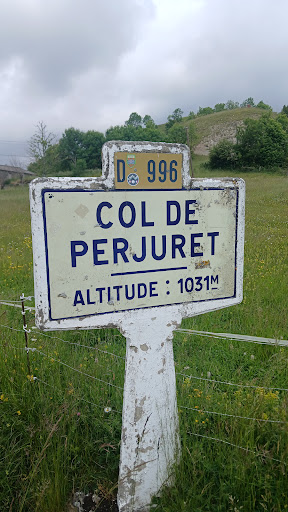 D 996
COL DE
PERJURET
ALTITUDE : 1031M